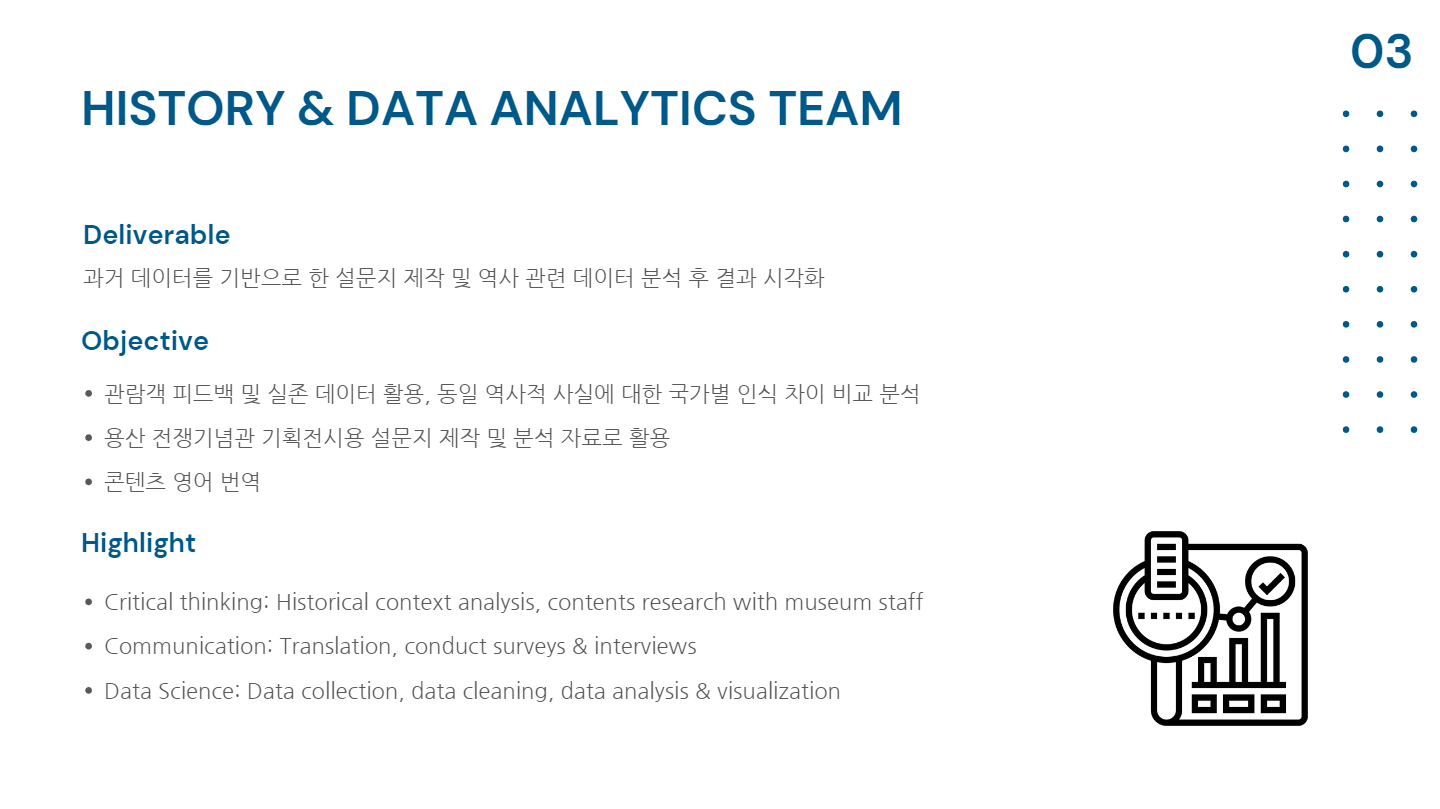 03
HISTORY & DATA ANALYTICS TEAM
Deliverable
과거 데이터를 기반으로 한 설문지 제작 및 역사 관련 데이터 분석 후 결과 시각화
Objective
• 관람객 피드백 및 실존 데이터 활용, 동일 역사적 사실에 대한 국가별 인식 차이 비교 분석
• 용산 전쟁기념관 기획전시용 설문지 제작 및 분석 자료로 활용
• 콘텐츠 영어 번역
Highlight
• Critical thinking: Historical context analysis, contents research with museum staff
• Communication: Translation, conduct surveys & interviews
• Data Science: Data collection, data cleaning, data analysis & visualization